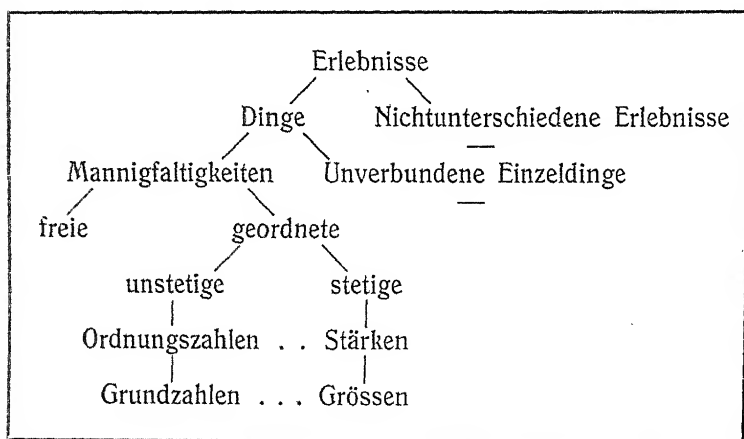 Erlebnisse
Dinge Nichtunterschiedene Erlebnisse
Mannigfaltigkeiten Unverbundene Einzeldinge
freie geordnete
unstetige stetige
Ordnungszahlen . . Stärken
Grundzahlen . . . Grössen